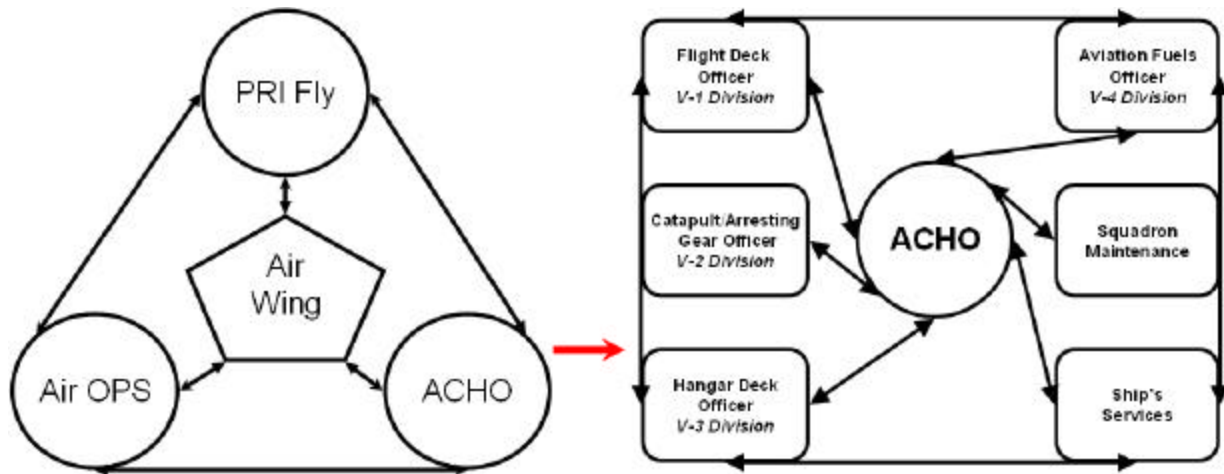 PRI Fly
Air
Wing
Air OPS
ACHO
Flight Deck
Officer
V-1 Division
Aviation Fuels
Officer
V-4 Division
Catapult/Arresting
Gear Officer
V-2 Division
ACHO
Squadron
Maintenance
Hangar Deck
Officer
V-3 Division
Ship's
Services